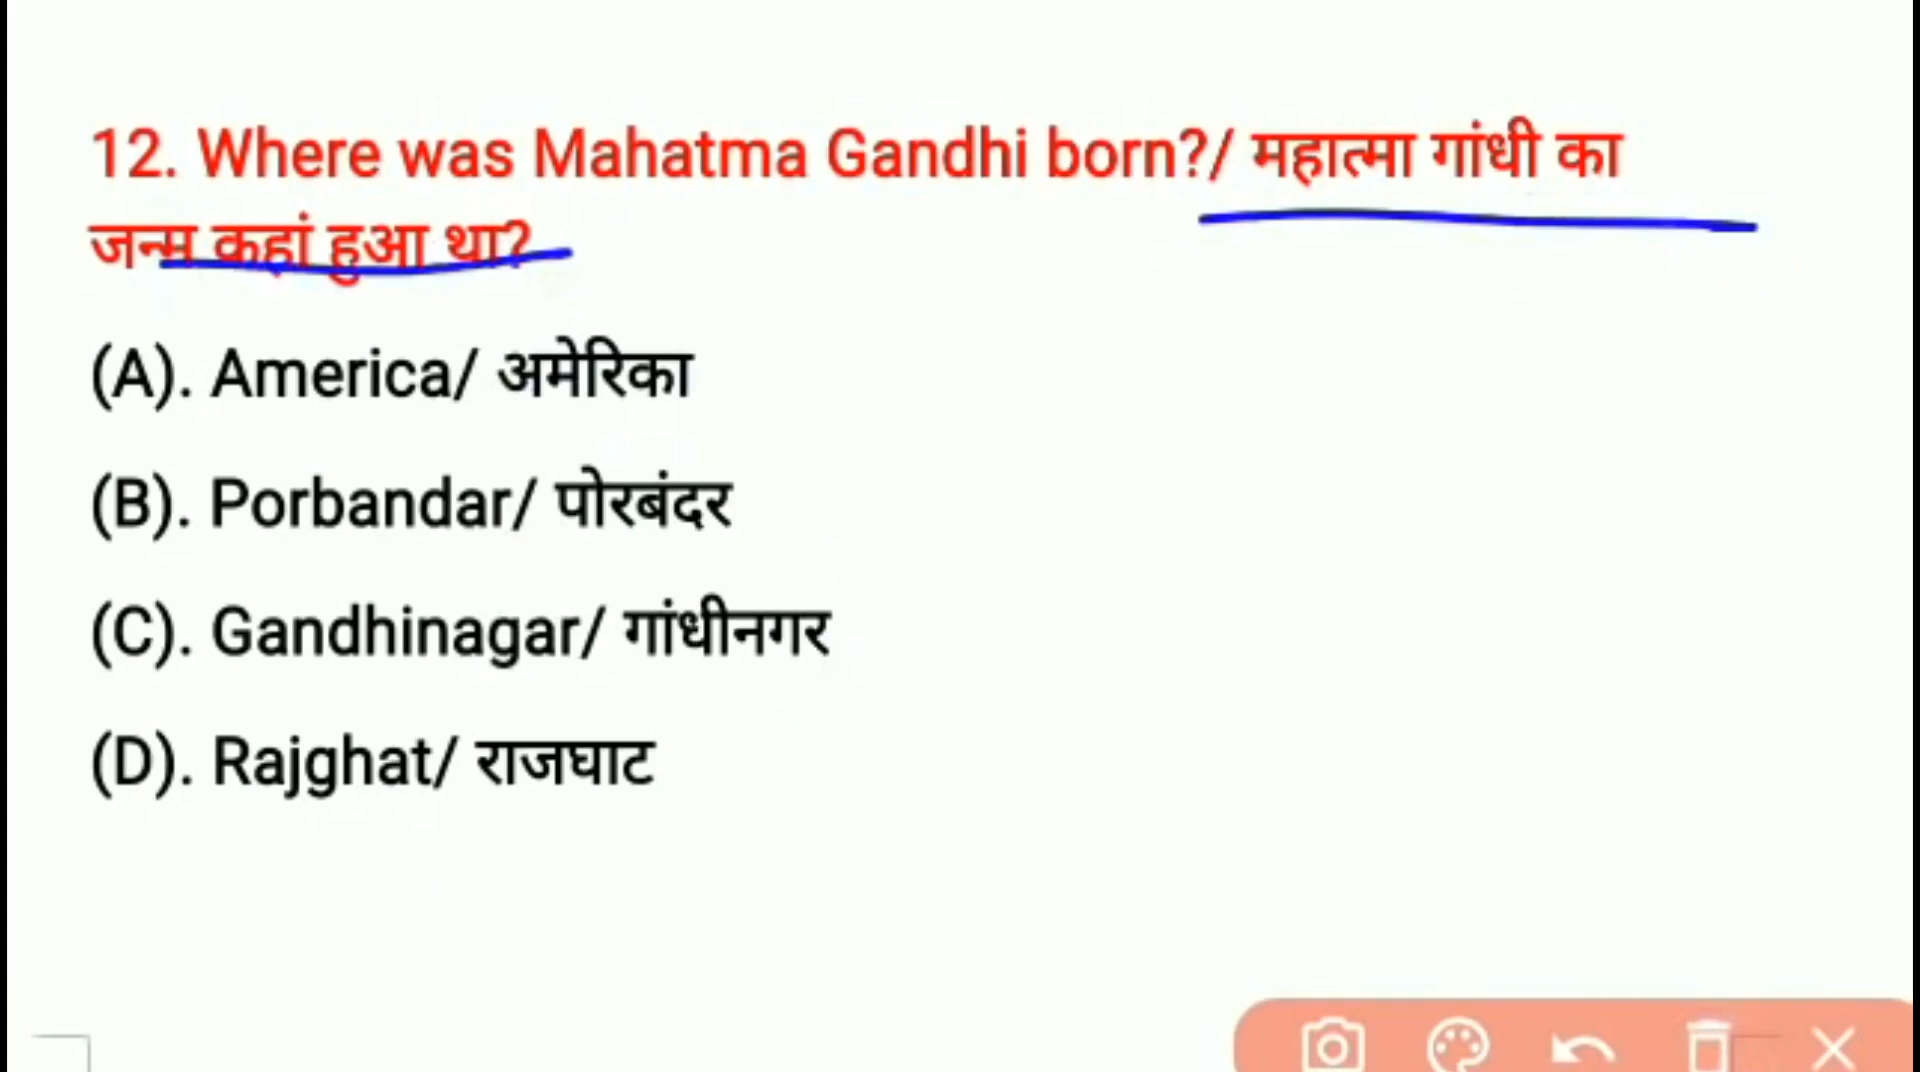 12. Where was Mahatma Gandhi born?/ महात्मा गांधी का
जन्म कहां हुआ था?
(A). America/ अमेरिका
(B). Porbandar/ पोरबंदर
(C). Gandhinagar/ गांधीनगर
(D). Rajghat/ राजघाट